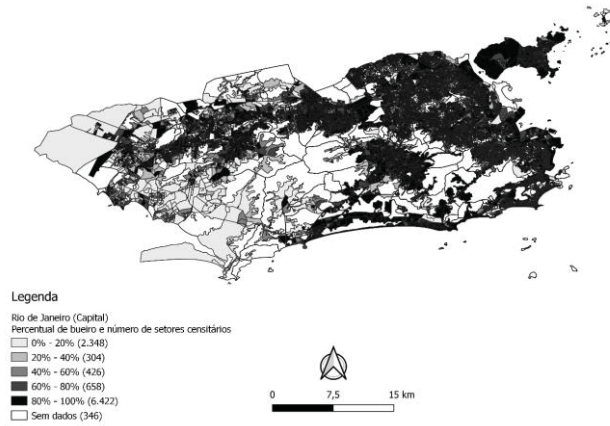 Legenda
Rio de Janeiro (Capital)
Percentual de bueiro e número de setores censitários
0% - 20% (2.348)
20% - 40% (304)
40% - 60% (426)
60% - 80% (658)
80% - 100% (6.422)
Sem dados (346)
0 7,5 15 km